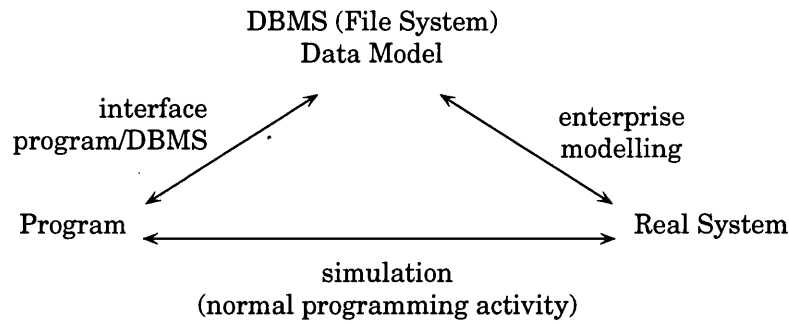 DBMS (File System)
Data Model
interface
program/DBMS
enterprise
modelling
Program
Real System
simulation
(normal programming activity)